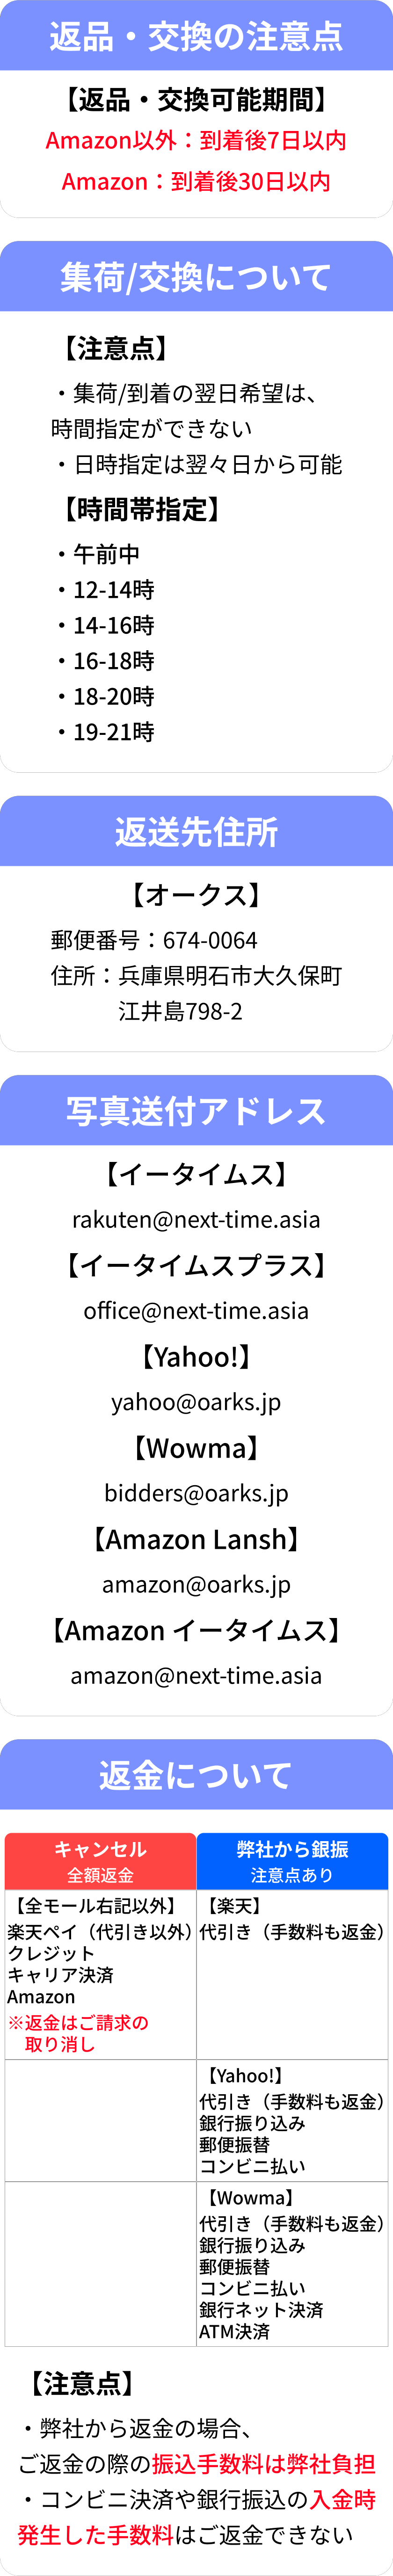 返品・交換の注意点
【返品・交換可能期間】
Amazon以外：到着後7日以内
Amazon：到着後30日以内
集荷/交換について
【注意点】
・集荷/到着の翌日希望は、
時間指定ができない
・日時指定は翌々日から可能
【時間帯指定】
・午前中
・12-14時
・14-16時
・16-18時
・18-20時
・19-21時
返送先住所
【オークス】
郵便番号：674-0064
住所：兵庫県明石市大久保町
江井島798-2
写真送付アドレス
【イータイムス】
rakuten@next-time.asia
【イータイムスプラス】
office@next-time.asia
【Yahoo!】
yahoo@oarks.jp
【Wowma】
bidders@oarks.jp
【Amazon Lansh】
amazon@oarks.jp
【Amazon イータイムス】
amazon@next-time.asia
返金について
キャンセル
全額返金
弊社から銀振
注意点あり
【全モール右記以外】
楽天ペイ（代引き以外）
クレジット
キャリア決済
Amazon
※返金はご請求の
取り消し
【楽天】
代引き（手数料も返金）
【Yahoo!】
代引き（手数料も返金）
銀行振り込み
郵便振替
コンビニ払い
【Wowma】
代引き（手数料も返金）
銀行振り込み
郵便振替
コンビニ払い
銀行ネット決済
ATM決済
【注意点】
・弊社から返金の場合、
ご返金の際の振込手数料は弊社負担
・コンビニ決済や銀行振込の入金時
発生した手数料はご返金できない